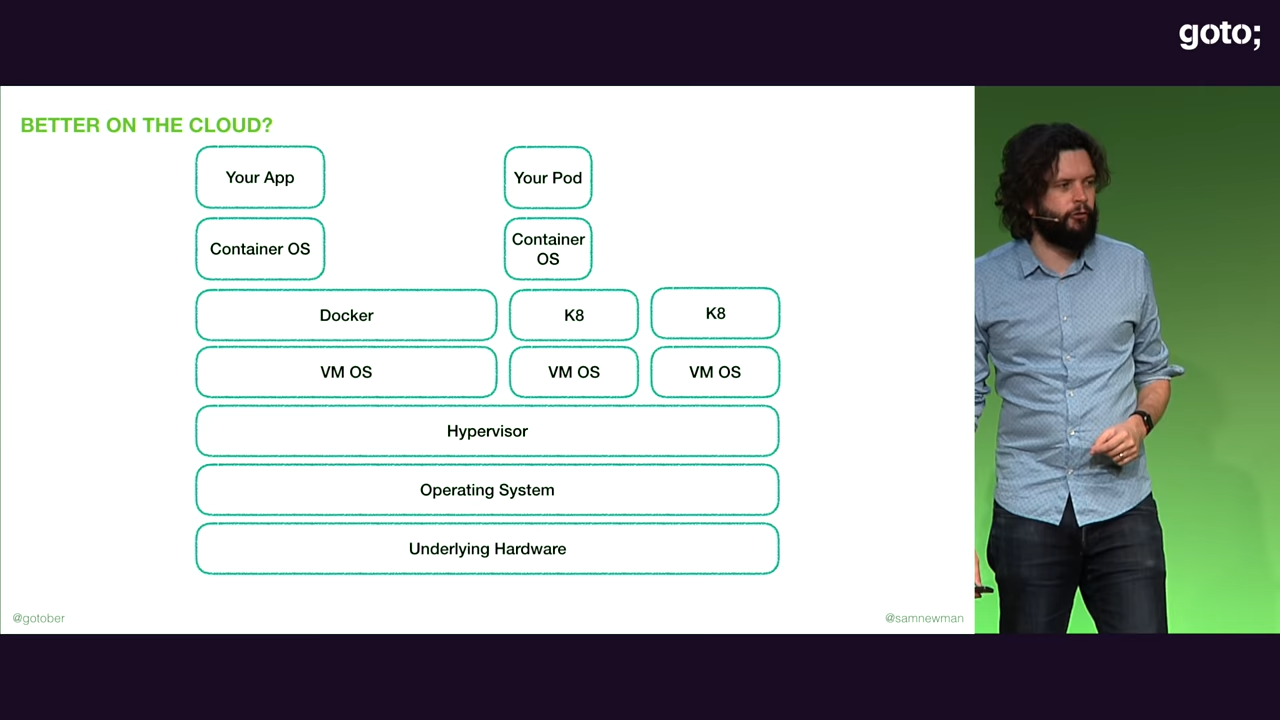 goto;
BETTER ON THE CLOUD?
Your App
Your Pod
Container OS
Container
OS
Docker
K8
K8
VM OS
VM OS
VM OS
Hypervisor
Operating System
Underlying Hardware
@gotober
@samnewman